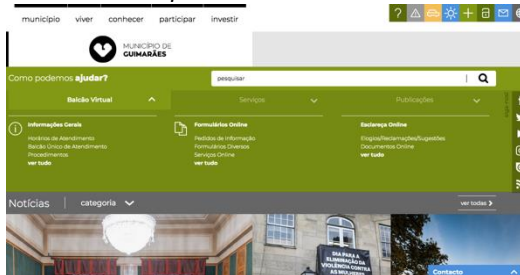 município viver conhecer participar investir
MUNICÍPIO DE
GUIMARÃES
Como podemos ajudar?
pesquisar
Balcão Virtual
Serviços
Publicações
Informações Gerais
Horários de Atendimento
Balcão Único de Atendimento
Procedimentos
ver tudo
Formulários Online
Pedidos de Informação
Formulários Diversos
Serviços Online
ver tudo
Esclareça Online
Elogios/Reclamações/Sugestões
Documentos Online
ver tudo
Notícias
categoria
ver todas
DIA PARA A
ELIMINAÇÃO DA
VIOLÊNCIA CONTRA
AS MULHERES
Contacto